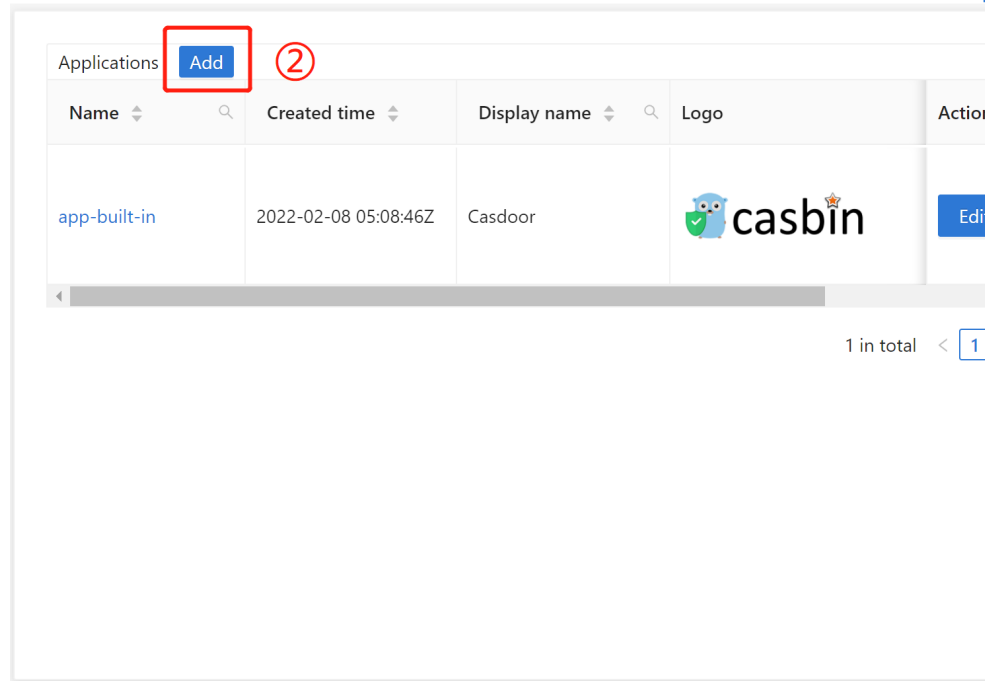 Applications Add ②
Name Created time Display name Logo Action
app-built-in 2022-02-08 05:08:46Z Casdoor casbin Edi
1 in total < 1